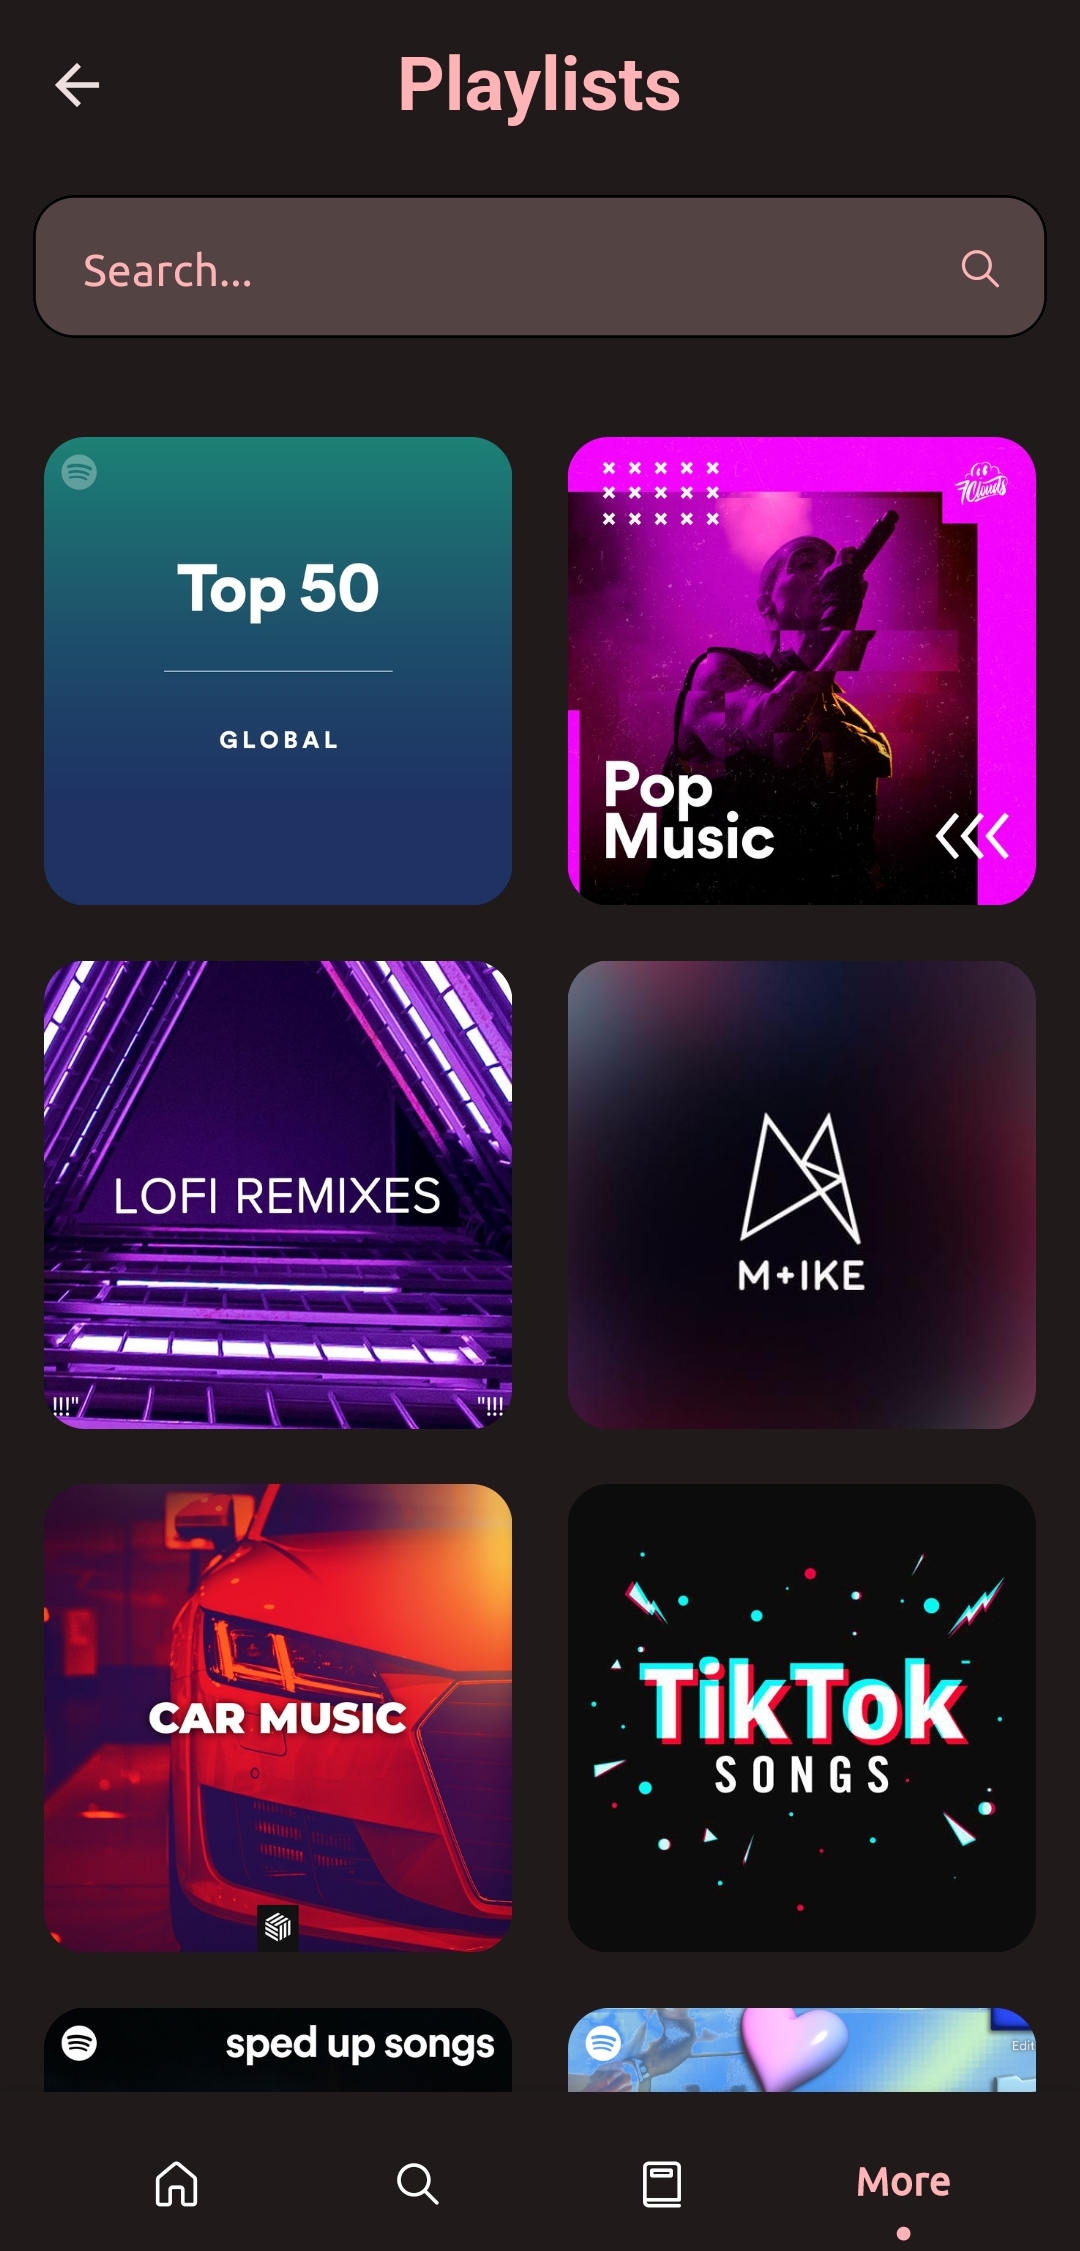 Playlists
Search...
Top 50
GLOBAL
7Clouds
Pop
Music
LOFI REMIXES
!!!"
"!!!
M+IKE
CAR MUSIC
TikTok
SONGS
sped up songs
Edit
More